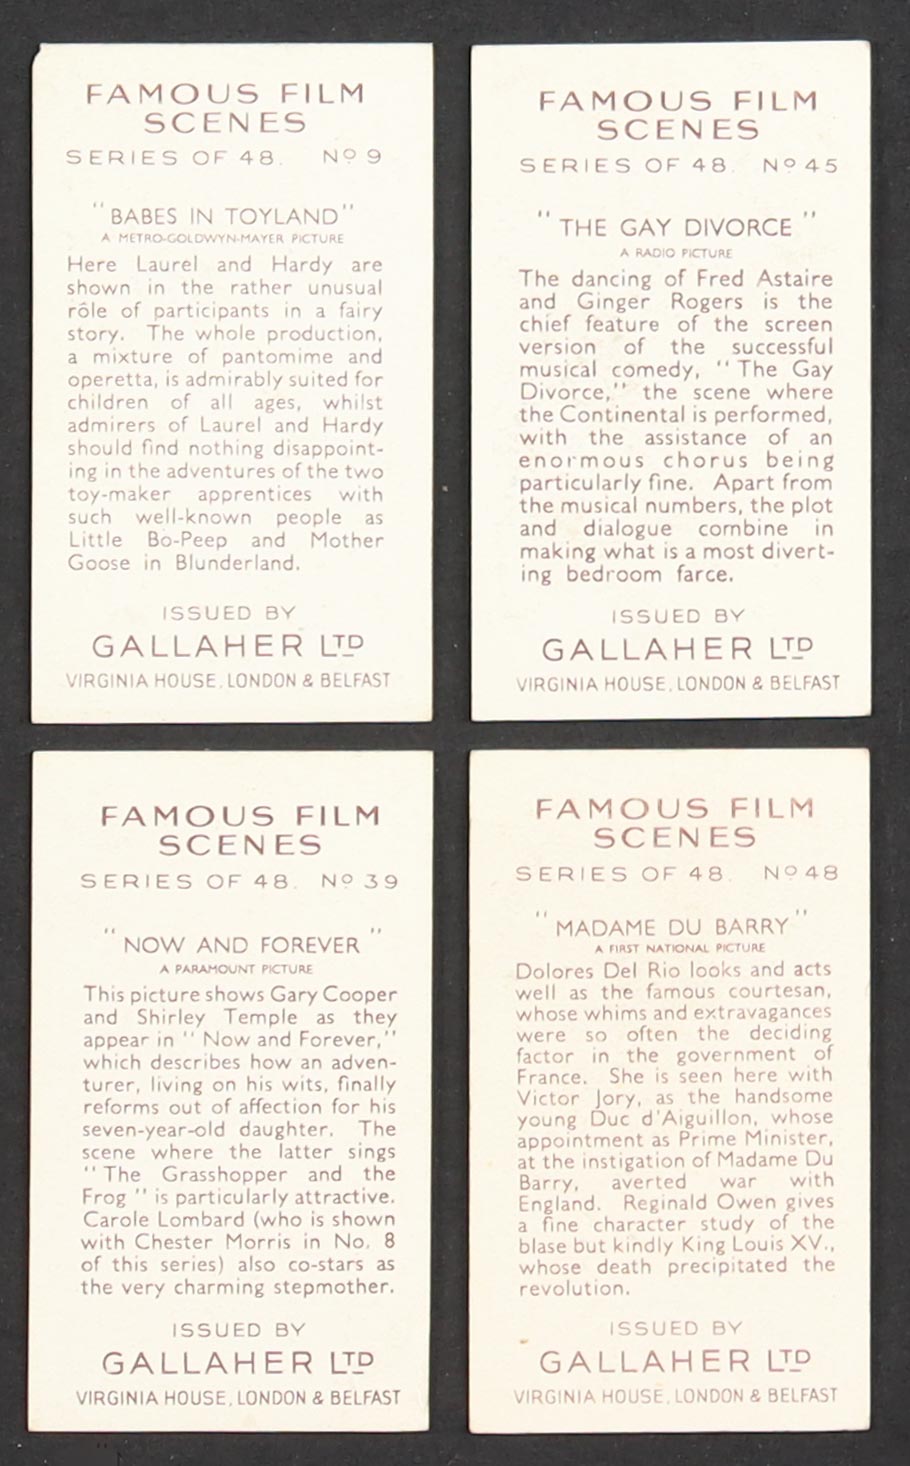 FAMOUS FILM
SCENES
SERIES OF 48. Nº 9
"BABES IN TOYLAND"
A METRO-GOLDWYN-MAYER PICTURE
Here Laurel and Hardy are
shown in the rather unusual
rôle of participants in a fairy
story. The whole production,
a mixture of pantomime and
operetta, is admirably suited for
children of all ages, whilst
admirers of Laurel and Hardy
should find nothing disappoint-
ing in the adventures of the two
toy-maker apprentices with
such well-known people as
Little Bo-Peep and Mother
Goose in Blunderland.
ISSUED BY
GALLAHER LTD
VIRGINIA HOUSE, LONDON & BELFAST
FAMOUS FILM
SCENES
SERIES OF 48. Nº 45
"THE GAY DIVORCE"
A RADIO PICTURE
The dancing of Fred Astaire
and Ginger Rogers is the
chief feature of the screen
version of the successful
musical comedy, "The Gay
Divorce," the scene where
the Continental is performed,
with the assistance of an
enormous chorus being
particularly fine. Apart from
the musical numbers, the plot
and dialogue combine in
making what is a most divert-
ing bedroom farce.
ISSUED BY
GALLAHER LTD
VIRGINIA HOUSE, LONDON & BELFAST
FAMOUS FILM
SCENES
SERIES OF 48. Nº 39
"NOW AND FOREVER"
A PARAMOUNT PICTURE
This picture shows Gary Cooper
and Shirley Temple as they
appear in "Now and Forever,"
which describes how an adven-
turer, living on his wits, finally
reforms out of affection for his
seven-year-old daughter. The
scene where the latter sings
"The Grasshopper and the
Frog" is particularly attractive.
Carole Lombard (who is shown
with Chester Morris in No. 8
of this series) also co-stars as
the very charming stepmother.
ISSUED BY
GALLAHER LTD
VIRGINIA HOUSE, LONDON & BELFAST
FAMOUS FILM
SCENES
SERIES OF 48. Nº 48
"MADAME DU BARRY"
A FIRST NATIONAL PICTURE
Dolores Del Rio looks and acts
well as the famous courtesan,
whose whims and extravagances
were so often the deciding
factor in the government of
France. She is seen here with
Victor Jory, as the handsome
young Duc d'Aiguillon, whose
appointment as Prime Minister,
at the instigation of Madame Du
Barry, averted war with
England. Reginald Owen gives
a fine character study of the
blase but kindly King Louis XV.,
whose death precipitated the
revolution.
ISSUED BY
GALLAHER LTD
VIRGINIA HOUSE, LONDON & BELFAST